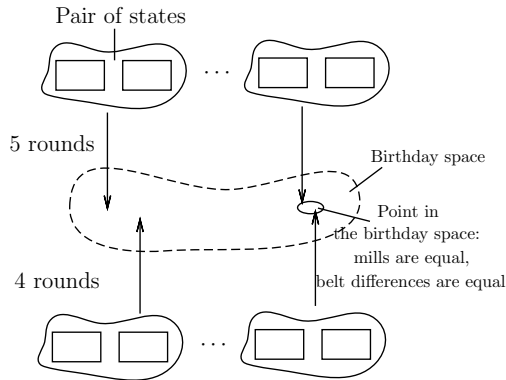 Pair of states
...
5 rounds
Birthday space
Point in
the birthday space:
mills are equal,
belt differences are equal
4 rounds
...